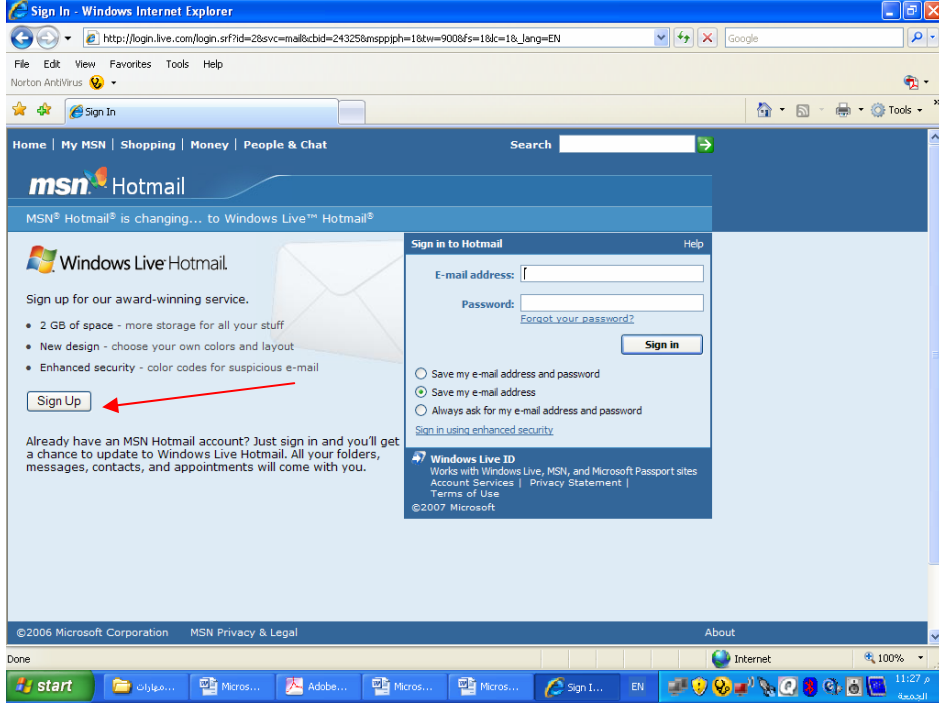 Sign In - Windows Internet Explorer
http://login.live.com/login.srf?id=2&svc=mail&cbid=24325&msppjph=1&tw=900&fs=1&lc=1&_lang=EN
Google
File Edit View Favorites Tools Help
Norton AntiVirus
Sign In
Tools
Home | My MSN | Shopping | Money | People & Chat
Search
msn Hotmail
MSN® Hotmail® is changing... to Windows Live™ Hotmail®
Windows Live™ Hotmail
Sign up for our award-winning service.
• 2 GB of space - more storage for all your stuff
• New design - choose your own colors and layout
• Enhanced security - color codes for suspicious e-mail
Sign Up
Already have an MSN Hotmail account? Just sign in and you'll get
a chance to update to Windows Live Hotmail. All your folders,
messages, contacts, and appointments will come with you.
Sign in to Hotmail Help
E-mail address:
Password:
Forgot your password?
Sign in
Save my e-mail address and password
Save my e-mail address
Always ask for my e-mail address and password
Sign in using enhanced security
Windows Live ID
Works with Windows Live, MSN, and Microsoft Passport sites
Account Services | Privacy Statement |
Terms of Use
©2007 Microsoft
©2006 Microsoft Corporation MSN Privacy & Legal About
Done Internet 100%
start مهارات... Micros... Adobe... Micros... Micros... Sign I... EN 11:27 م
الجمعة